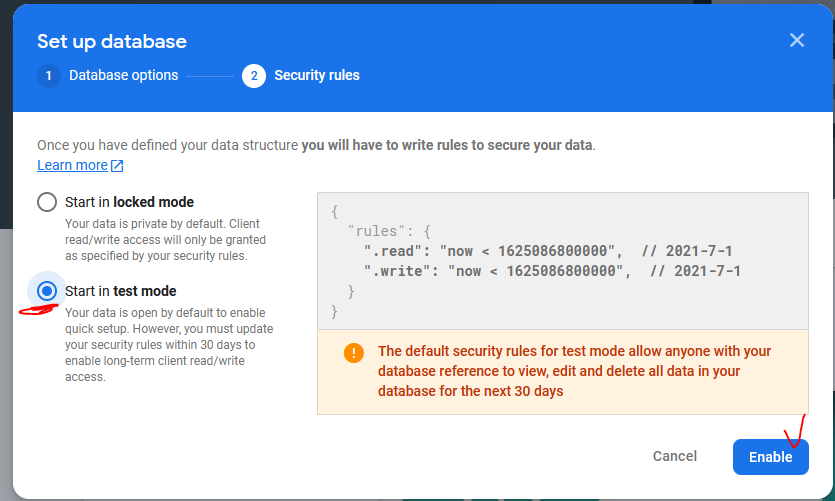 Set up database
1 Database options 2 Security rules
Once you have defined your data structure you will have to write rules to secure your data.
Learn more
Start in locked mode
Your data is private by default. Client
read/write access will only be granted
as specified by your security rules.
Start in test mode
Your data is open by default to enable
quick setup. However, you must update
your security rules within 30 days to
enable long-term client read/write
access.
{
"rules": {
".read": "now < 1625086800000",  // 2021-7-1
".write": "now < 1625086800000",  // 2021-7-1
}
}
! The default security rules for test mode allow anyone with your
database reference to view, edit and delete all data in your
database for the next 30 days
Cancel Enable